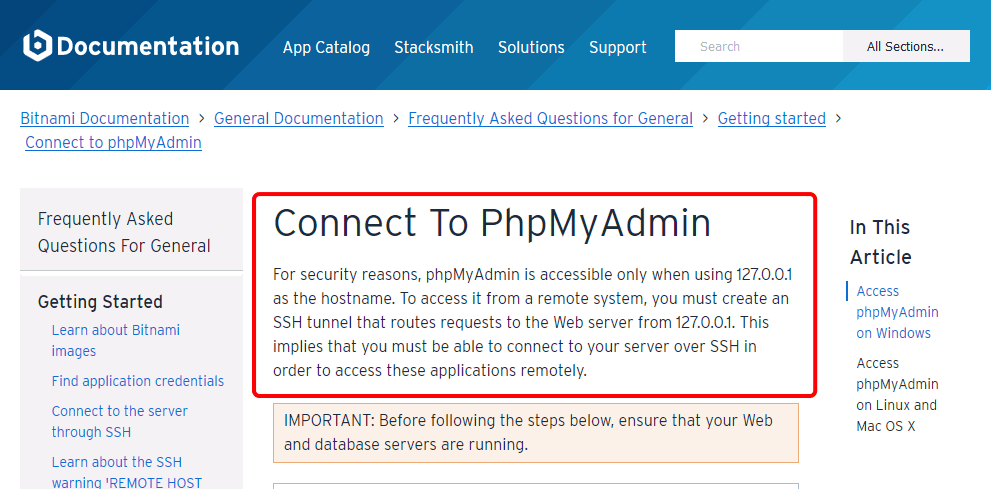 Documentation
App Catalog
Stacksmith
Solutions
Support
Search
All Sections...
Bitnami Documentation > General Documentation > Frequently Asked Questions for General > Getting started >
Connect to phpMyAdmin
Frequently Asked
Questions For General
Getting Started
Learn about Bitnami
images
Find application credentials
Connect to the server
through SSH
Learn about the SSH
warning 'REMOTE HOST
Connect To PhpMyAdmin
For security reasons, phpMyAdmin is accessible only when using 127.0.0.1
as the hostname. To access it from a remote system, you must create an
SSH tunnel that routes requests to the Web server from 127.0.0.1. This
implies that you must be able to connect to your server over SSH in
order to access these applications remotely.
IMPORTANT: Before following the steps below, ensure that your Web
and database servers are running.
In This
Article
Access
phpMyAdmin
on Windows
Access
phpMyAdmin
on Linux and
Mac OS X